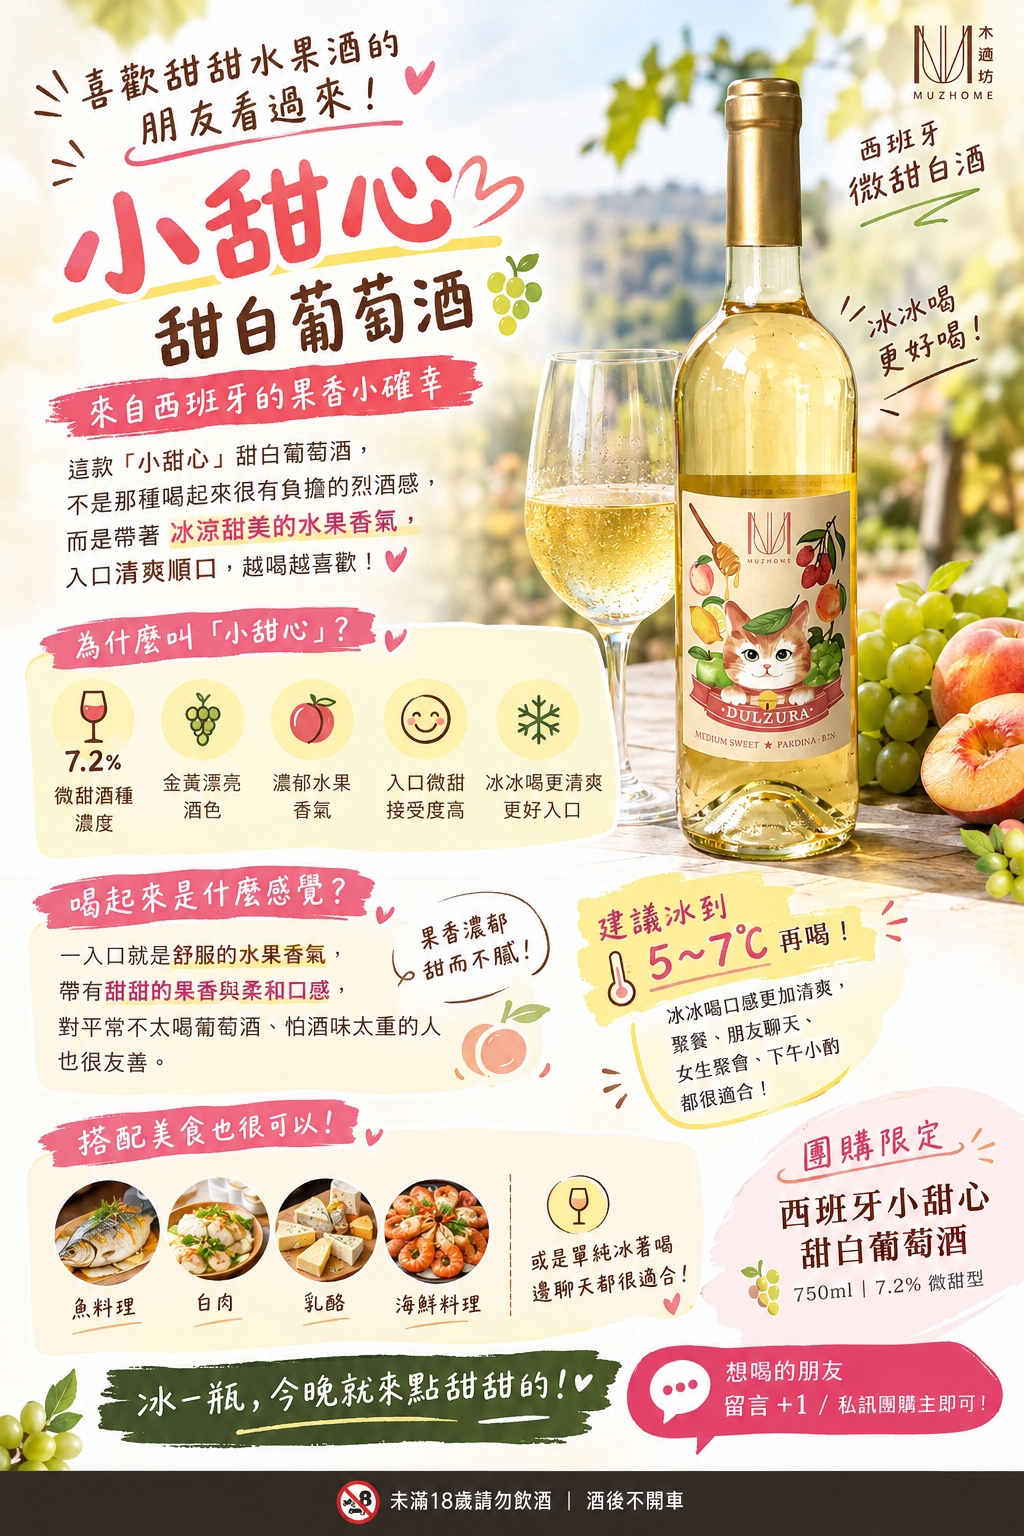 喜歡甜甜水果酒的
朋友看過來！
小甜心
甜白葡萄酒
來自西班牙的果香小確幸
這款「小甜心」甜白葡萄酒，
不是那種喝起來很有負擔的烈酒感，
而是帶著 冰涼甜美的水果香氣，
入口清爽順口，越喝越喜歡！
木適坊
MUZHOME
西班牙
微甜白酒
冰冰喝
更好喝！
MUZHOME
DULZURA
MEDIUM SWEET ★ PARDINA-BIN
為什麼叫「小甜心」？
7.2%
微甜酒種
濃度
金黃漂亮
酒色
濃郁水果
香氣
入口微甜
接受度高
冰冰喝更清爽
更好入口
喝起來是什麼感覺？
一入口就是舒服的水果香氣，
帶有甜甜的果香與柔和口感，
對平常不太喝葡萄酒、怕酒味太重的人
也很友善。
果香濃郁
甜而不膩！
建議冰到
5~7℃ 再喝！
冰冰喝口感更加清爽，
聚餐、朋友聊天、
女生聚會、下午小酌
都很適合！
搭配美食也很可以！
魚料理
白肉
乳酪
海鮮料理
或是單純冰著喝
邊聊天都很適合！
團購限定
西班牙小甜心
甜白葡萄酒
750ml | 7.2% 微甜型
冰一瓶，今晚就來點甜甜的！
想喝的朋友
留言 +1 / 私訊團購主即可！
未滿18歲請勿飲酒 | 酒後不開車